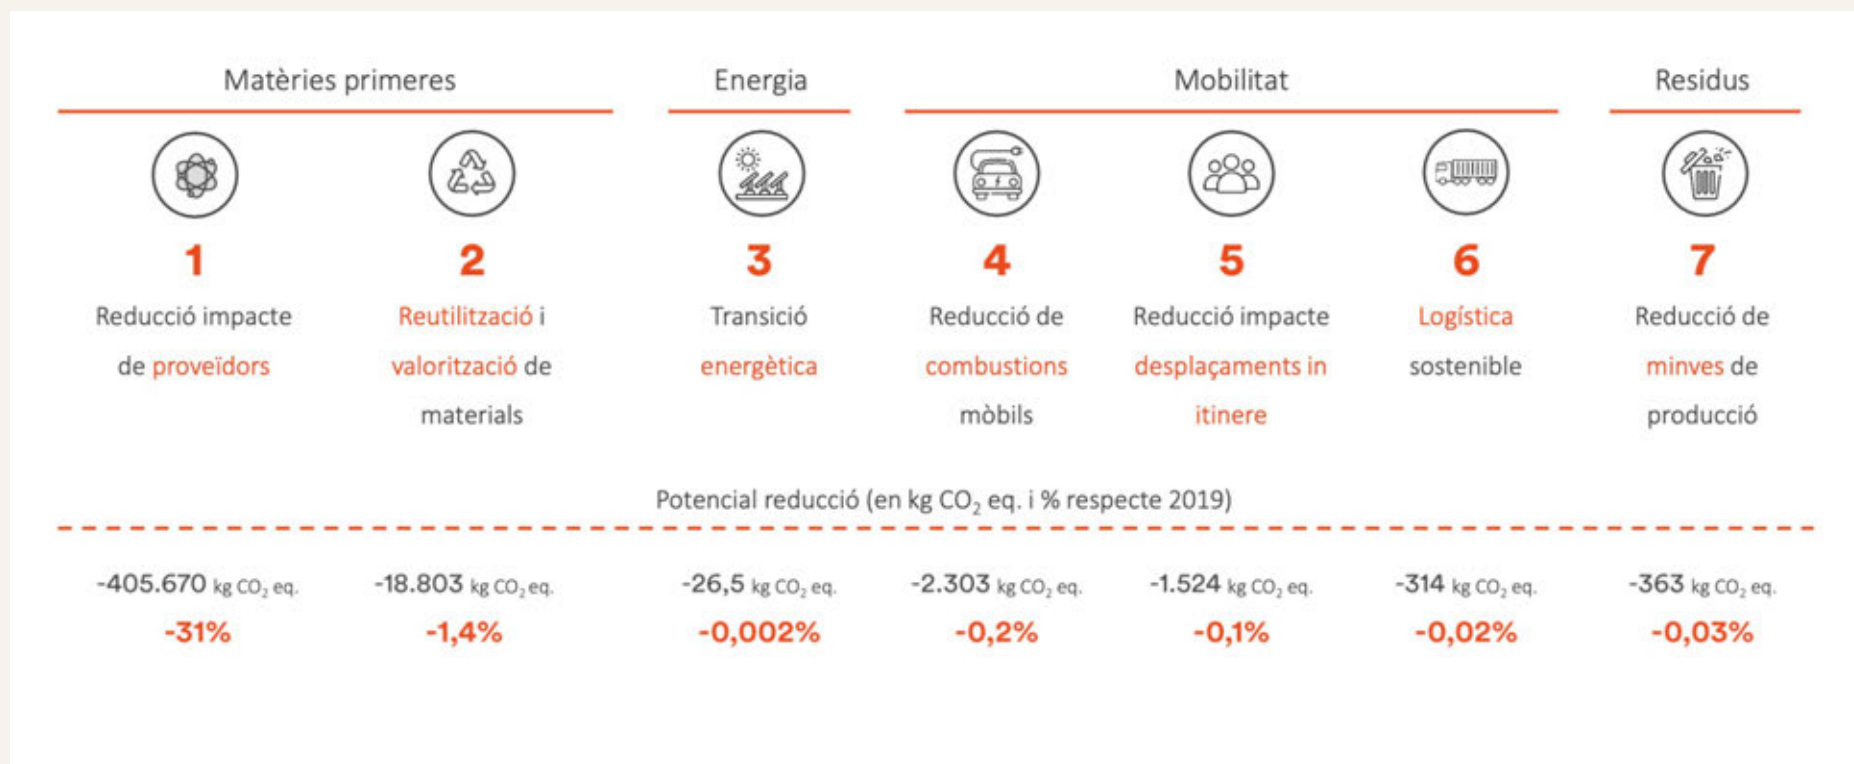 Matèries primeres
Energia
Mobilitat
Residus
1
Reducció impacte
de proveïdors
2
Reutilització i
valorització de
materials
3
Transició
energètica
4
Reducció de
combustions
mòbils
5
Reducció impacte
desplaçaments in
itinere
6
Logística
sostenible
7
Reducció de
minves de
producció
Potencial reducció (en kg CO₂ eq. i % respecte 2019)
-405.670 kg CO₂ eq.
-31%
-18.803 kg CO₂ eq.
-1,4%
-26,5 kg CO₂ eq.
-0,002%
-2.303 kg CO₂ eq.
-0,2%
-1.524 kg CO₂ eq.
-0,1%
-314 kg CO₂ eq.
-0,02%
-363 kg CO₂ eq.
-0,03%